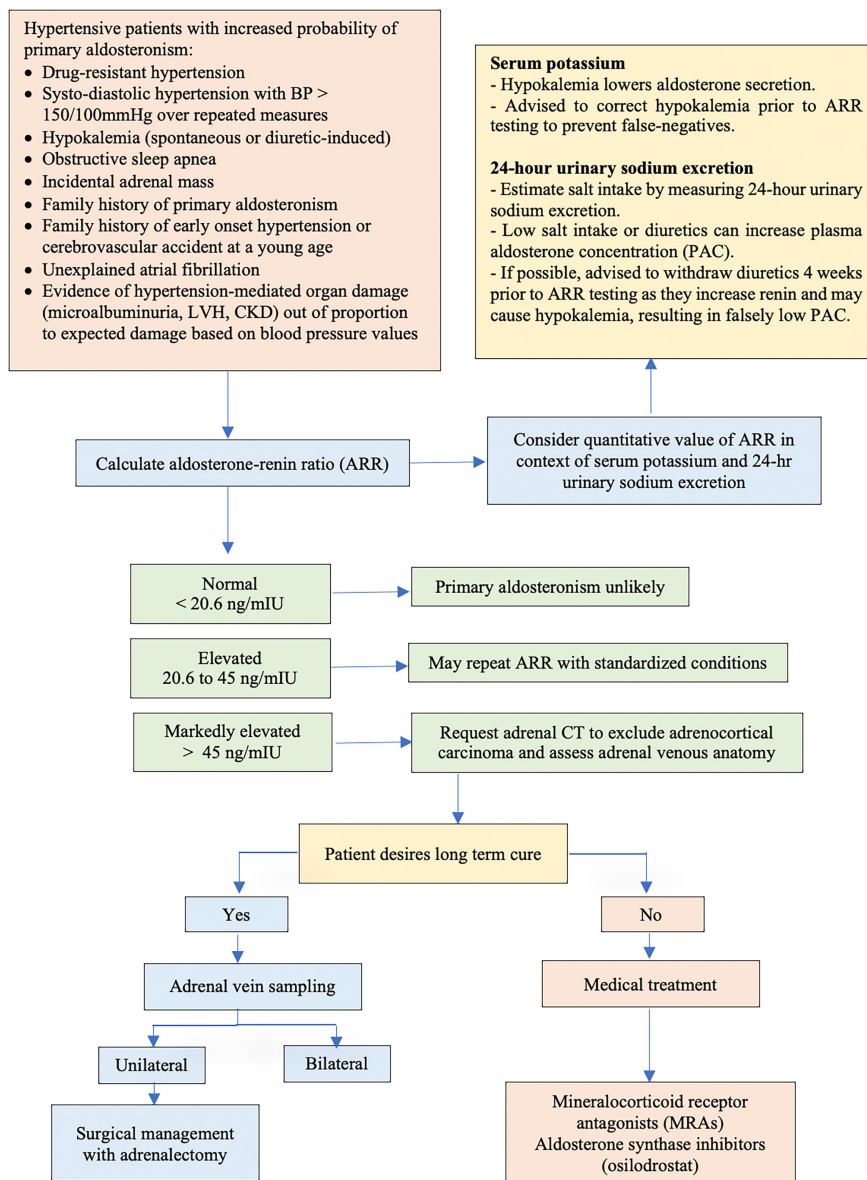 Hypertensive patients with increased probability of
primary aldosteronism:
• Drug-resistant hypertension
• Systo-diastolic hypertension with BP >
150/100mmHg over repeated measures
• Hypokalemia (spontaneous or diuretic-induced)
• Obstructive sleep apnea
• Incidental adrenal mass
• Family history of primary aldosteronism
• Family history of early onset hypertension or
cerebrovascular accident at a young age
• Unexplained atrial fibrillation
• Evidence of hypertension-mediated organ damage
(microalbuminuria, LVH, CKD) out of proportion
to expected damage based on blood pressure values
Serum potassium
- Hypokalemia lowers aldosterone secretion.
- Advised to correct hypokalemia prior to ARR
testing to prevent false-negatives.
24-hour urinary sodium excretion
- Estimate salt intake by measuring 24-hour urinary
sodium excretion.
- Low salt intake or diuretics can increase plasma
aldosterone concentration (PAC).
- If possible, advised to withdraw diuretics 4 weeks
prior to ARR testing as they increase renin and may
cause hypokalemia, resulting in falsely low PAC.
Calculate aldosterone-renin ratio (ARR)
Consider quantitative value of ARR in
context of serum potassium and 24-hr
urinary sodium excretion
Normal
< 20.6 ng/mIU
Primary aldosteronism unlikely
Elevated
20.6 to 45 ng/mIU
May repeat ARR with standardized conditions
Markedly elevated
> 45 ng/mIU
Request adrenal CT to exclude adrenocortical
carcinoma and assess adrenal venous anatomy
Patient desires long term cure
Yes
No
Adrenal vein sampling
Medical treatment
Unilateral
Bilateral
Surgical management
with adrenalectomy
Mineralocorticoid receptor
antagonists (MRAs)
Aldosterone synthase inhibitors
(osilodrostat)